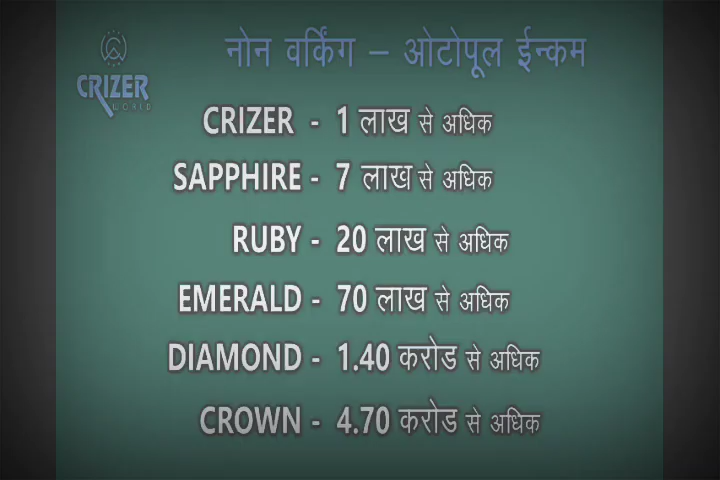 नोन वर्किंग – ओटोपूल ईन्कम
CRIZER
WORLD
CRIZER - 1 लाख से अधिक
SAPPHIRE - 7 लाख से अधिक
RUBY - 20 लाख से अधिक
EMERALD - 70 लाख से अधिक
DIAMOND - 1.40 करोड से अधिक
CROWN - 4.70 करोड से अधिक